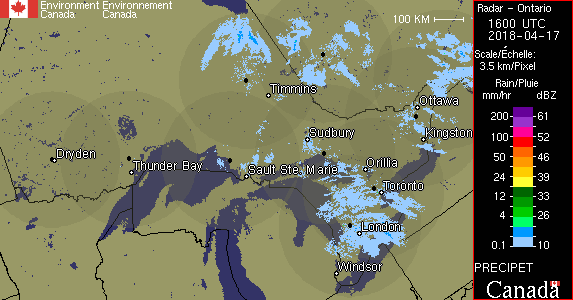 Environment Environnement
Canada Canada
100 KM
Timmins
Ottawa
Kingston
Sudbury
Dryden
Thunder Bay
Sault Ste. Marie
Orillia
Toronto
London
Windsor
Radar - Ontario
1600 UTC
2018-04-17
Scale/Échelle:
3.5 km/Pixel
Rain/Pluie
mm/hr dBZ
200 61
100 52
50 46
24 39
12 33
4 26
0.1 10
PRECIPET
Canada